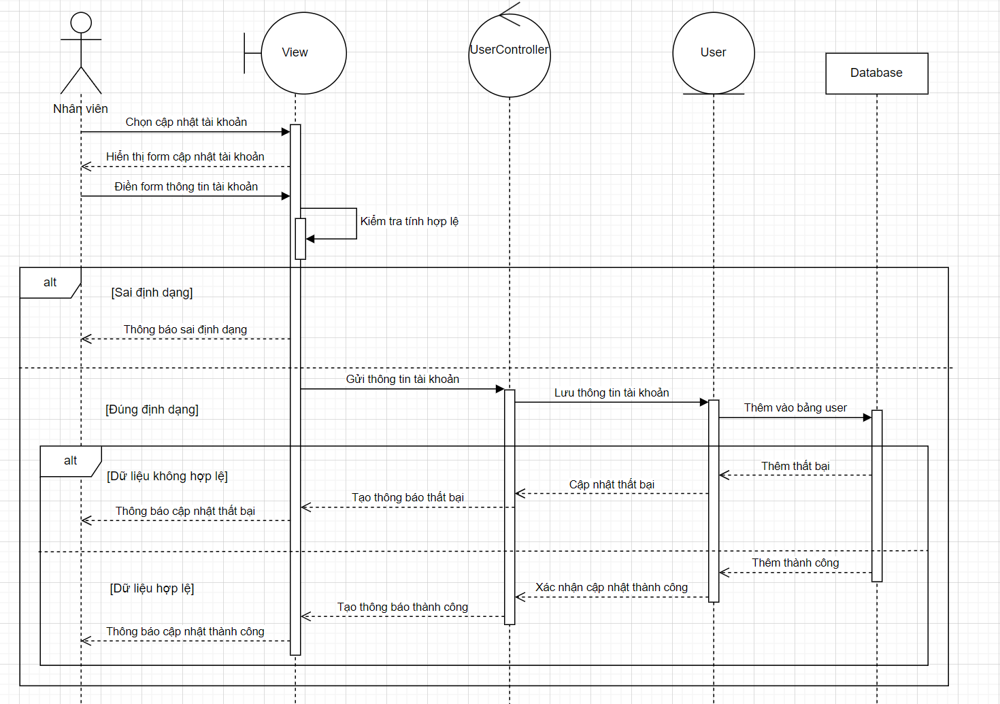 View
UserController
User
Database
Nhân viên
Chọn cập nhật tài khoản
Hiển thị form cập nhật tài khoản
Điền form thông tin tài khoản
Kiểm tra tính hợp lệ
alt
[Sai định dạng]
Thông báo sai định dạng
Gửi thông tin tài khoản
Lưu thông tin tài khoản
Thêm vào bảng user
[Đúng định dạng]
alt
[Dữ liệu không hợp lệ]
Thêm thất bại
Cập nhật thất bại
Tạo thông báo thất bại
Thông báo cập nhật thất bại
Thêm thành công
[Dữ liệu hợp lệ]
Xác nhận cập nhật thành công
Tạo thông báo thành công
Thông báo cập nhật thành công